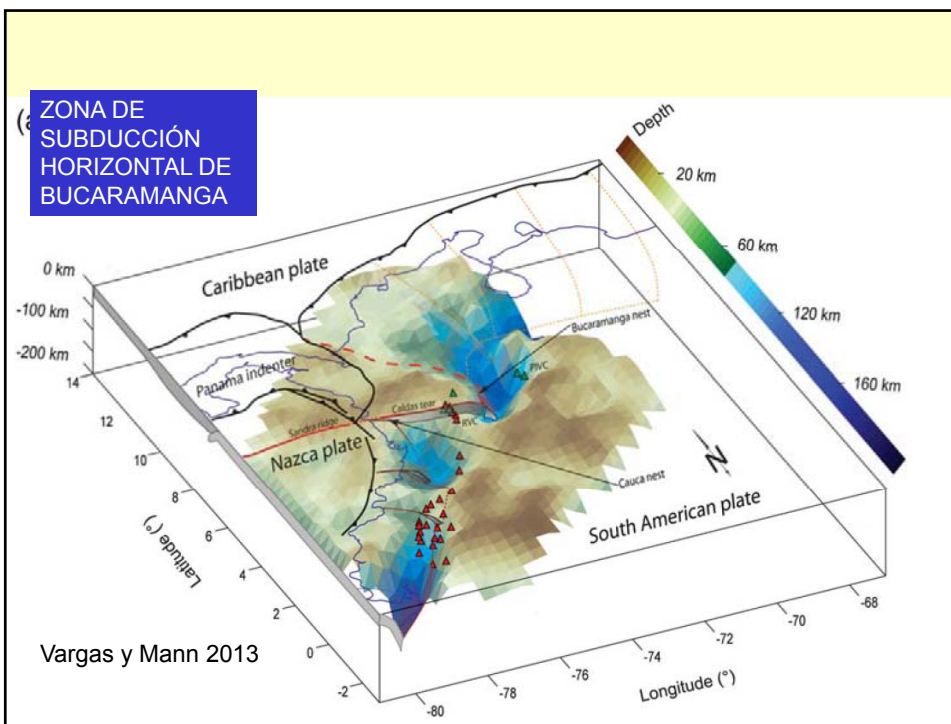 (a
ZONA DE
SUBDUCCIÓN
HORIZONTAL DE
BUCARAMANGA
Depth
20 km
60 km
120 km
160 km
0 km
-100 km
-200 km
Caribbean plate
Bucaramanga nest
PIVC
Panama indenter
Caldas tear
RVC
Sandra ridge
Nazca plate
Cauca nest
N
South American plate
14
12
10
8
6
4
2
0
-2
Latitude (°)
-80
-78
-76
-74
-72
-70
-68
Longitude (°)
Vargas y Mann 2013